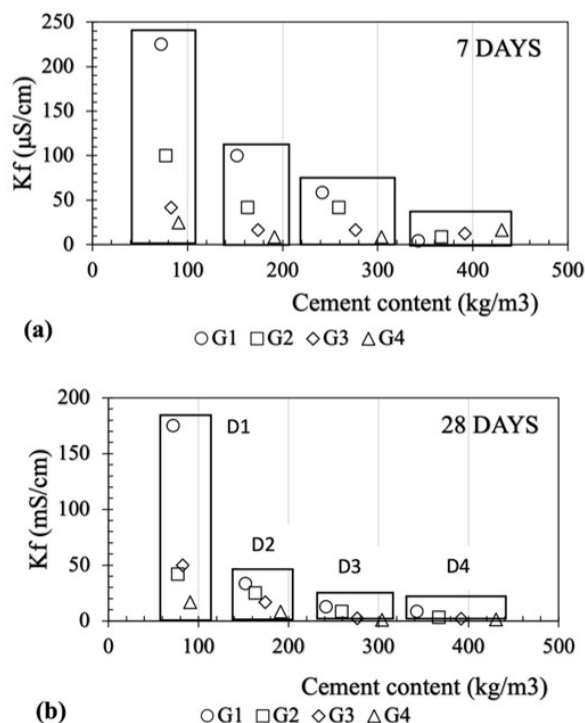 250
7 DAYS
200
150
100
50
0
Kf (µS/cm)
0 100 200 300 400 500
Cement content (kg/m3)
(a)
G1 G2 G3 G4
200
D1
28 DAYS
150
100
D2 D3 D4
50
0
Kf (mS/cm)
0 100 200 300 400 500
Cement content (kg/m3)
(b)
G1 G2 G3 G4